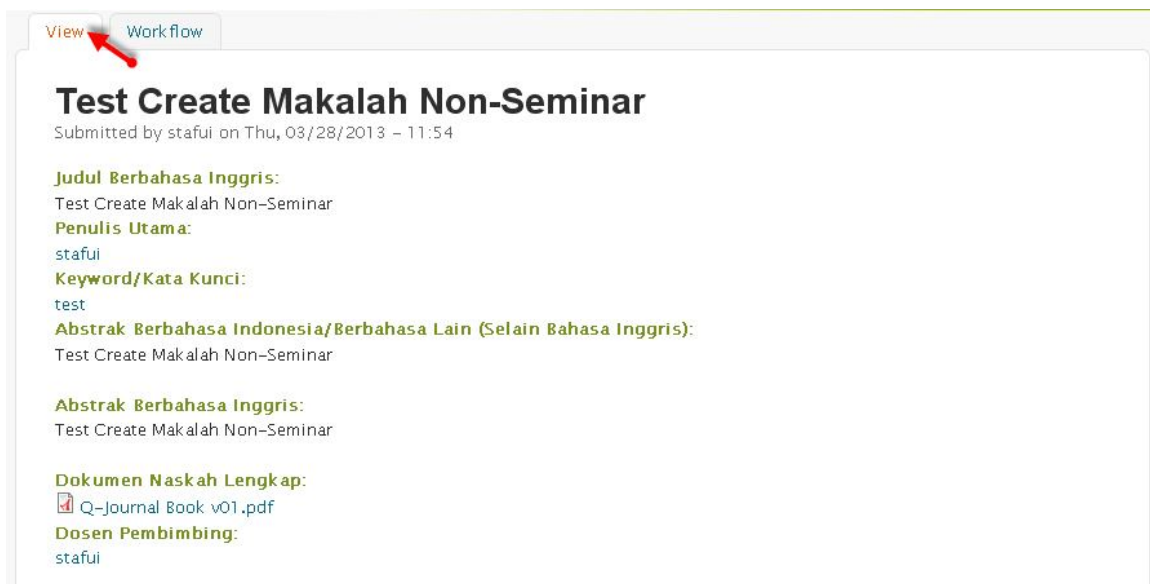 View
Workflow
Test Create Makalah Non-Seminar
Submitted by stafui on Thu, 03/28/2013 – 11:54
Judul Berbahasa Inggris:
Test Create Makalah Non-Seminar
Penulis Utama:
stafui
Keyword/Kata Kunci:
test
Abstrak Berbahasa Indonesia/Berbahasa Lain (Selain Bahasa Inggris):
Test Create Makalah Non-Seminar
Abstrak Berbahasa Inggris:
Test Create Makalah Non-Seminar
Dokumen Naskah Lengkap:
Q-Journal Book v01.pdf
Dosen Pembimbing:
stafui